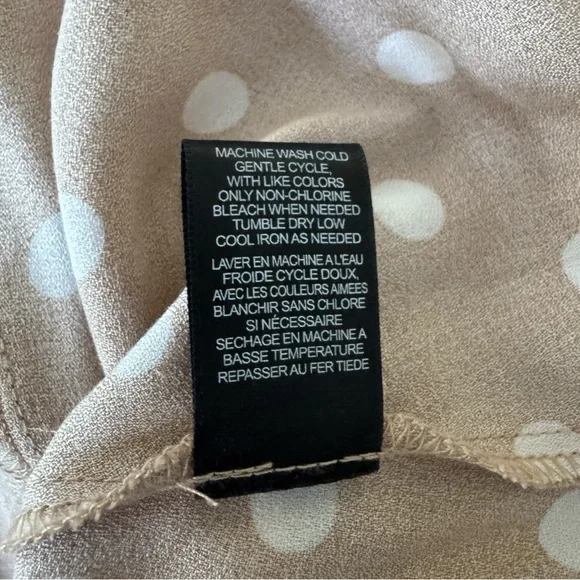 MACHINE WASH COLD
GENTLE CYCLE,
WITH LIKE COLORS
ONLY NON-CHLORINE
BLEACH WHEN NEEDED
TUMBLE DRY LOW
COOL IRON AS NEEDED
LAVER EN MACHINE A L'EAU
FROIDE CYCLE DOUX,
AVEC LES COULEURS AIMEES
BLANCHIR SANS CHLORE
SI NÉCESSAIRE
SECHAGE EN MACHINE A
BASSE TEMPERATURE
REPASSER AU FER TIEDE